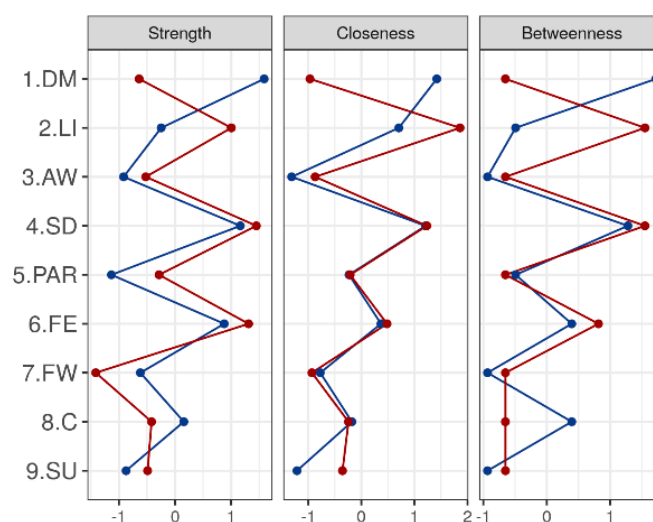 Strength Closeness Betweenness
1.DM
2.LI
3.AW
4.SD
5.PAR
6.FE
7.FW
8.C
9.SU
-1 0 1 -1 0 1 2 -1 0 1